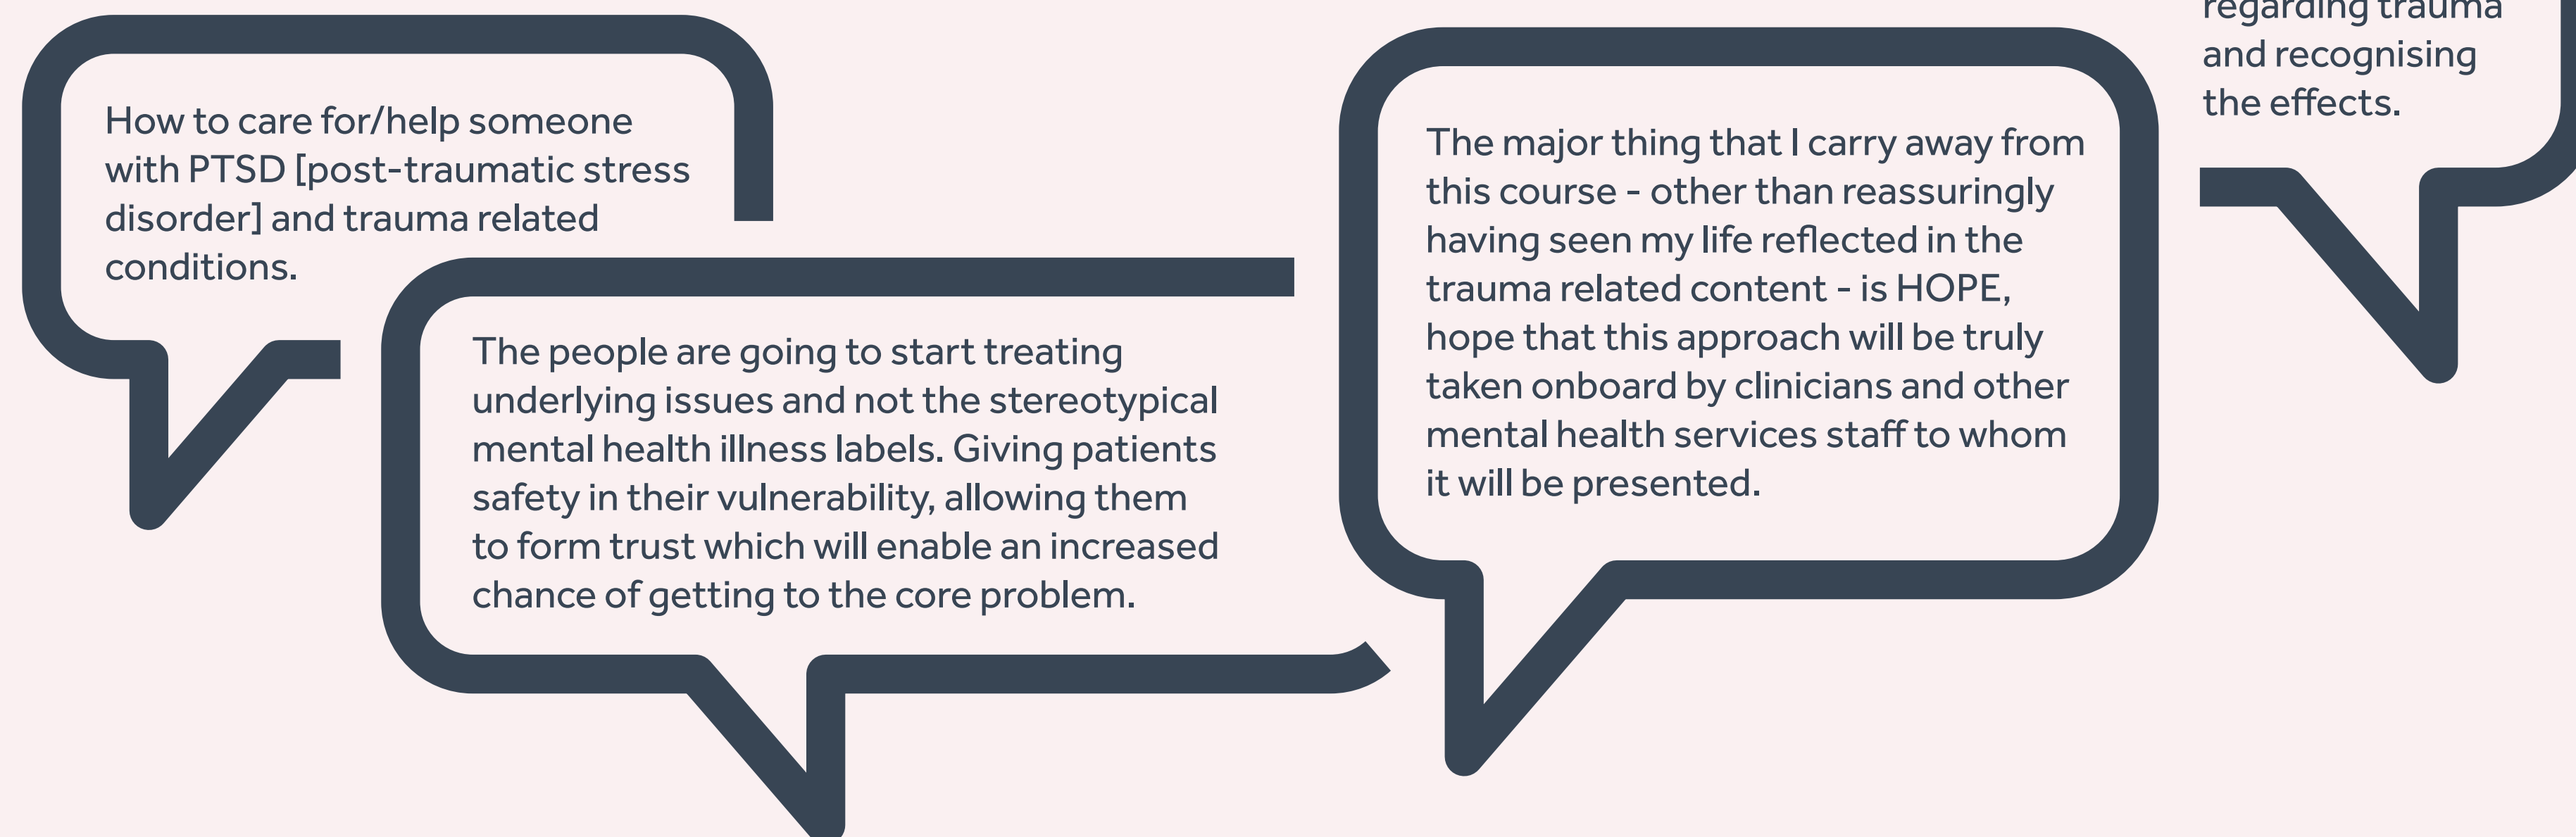 How to care for/help someone
with PTSD [post-traumatic stress
disorder] and trauma related
conditions.
The people are going to start treating
underlying issues and not the stereotypical
mental health illness labels. Giving patients
safety in their vulnerability, allowing them
to form trust which will enable an increased
chance of getting to the core problem.
The major thing that I carry away from
this course - other than reassuringly
having seen my life reflected in the
trauma related content - is HOPE,
hope that this approach will be truly
taken onboard by clinicians and other
mental health services staff to whom
it will be presented.
regarding trauma
and recognising
the effects.